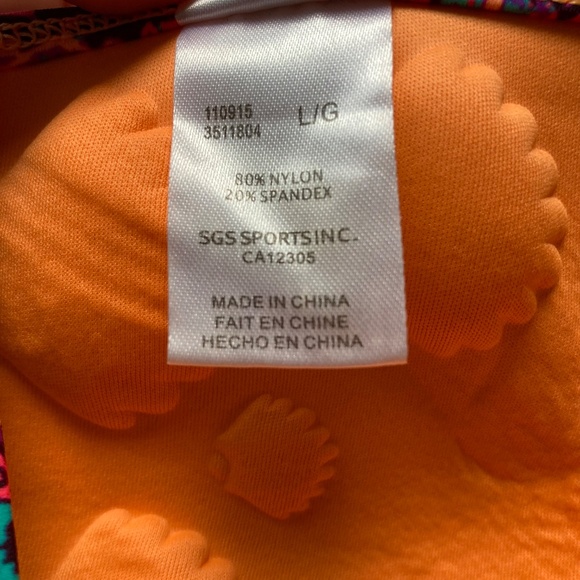 110915 L/G
3511804
80% NYLON
20% SPANDEX
SGS SPORTS INC.
CA12305
MADE IN CHINA
FAIT EN CHINE
HECHO EN CHINA